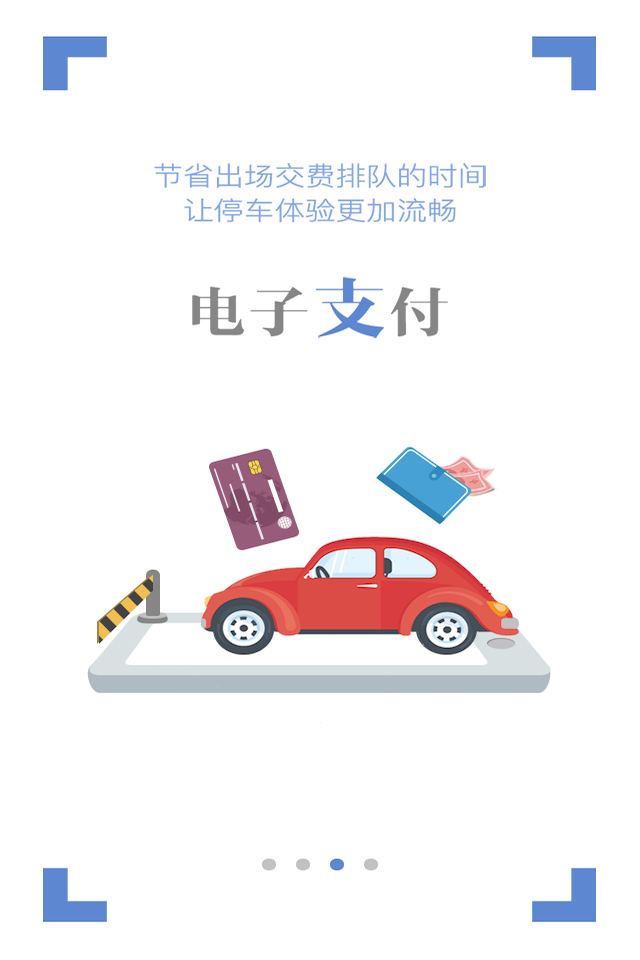 节省出场交费排队的时间
让停车体验更加流畅
电子支付